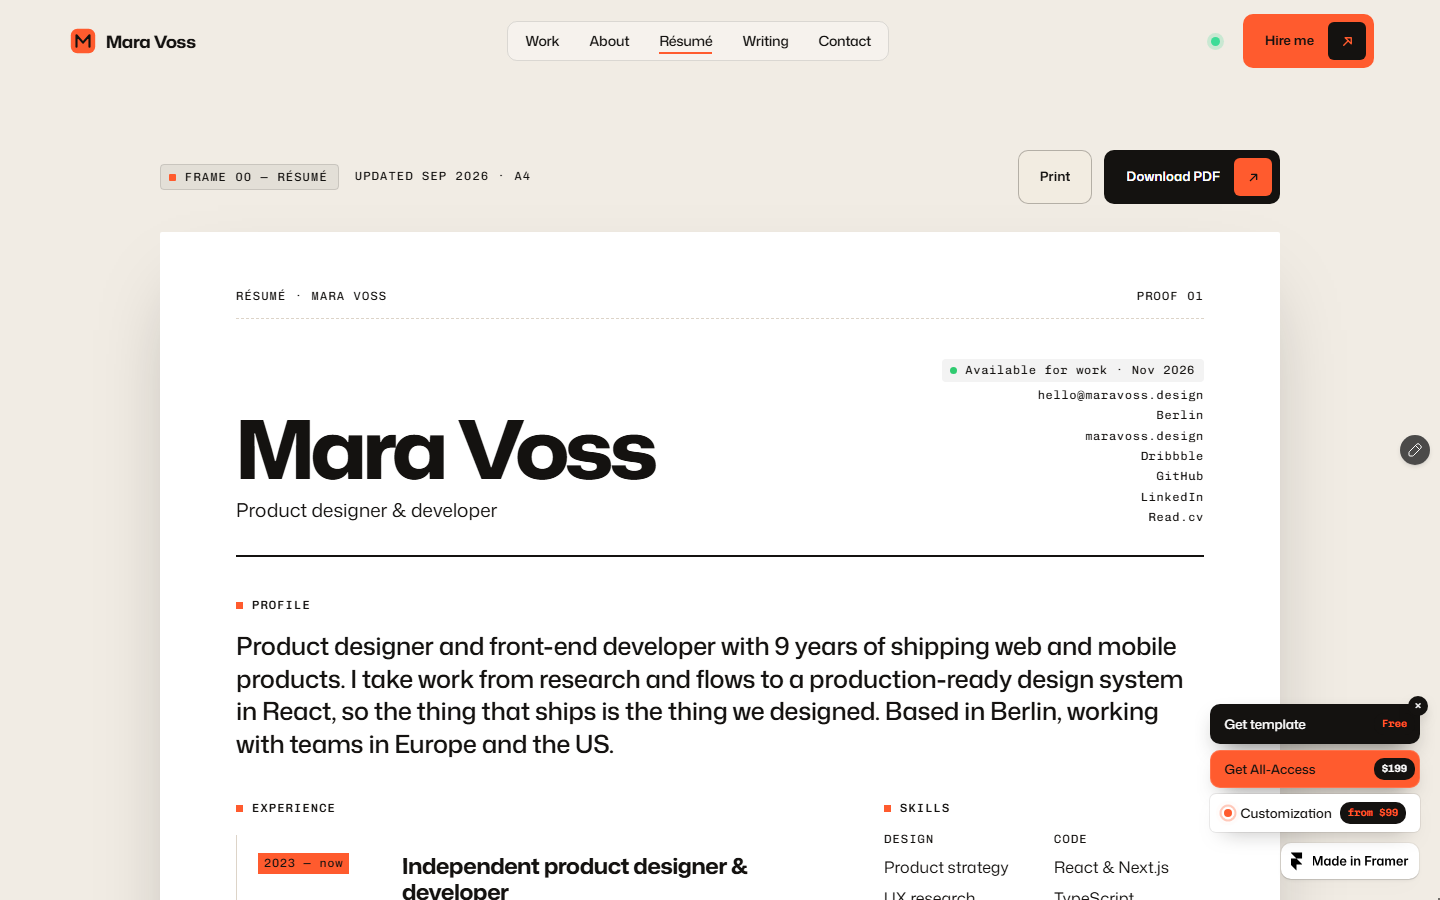 Mara Voss
Work About Résumé Writing Contact
Hire me
FRAME 00 — RÉSUMÉ
UPDATED SEP 2026 · A4
Print
Download PDF
RÉSUMÉ · MARA VOSS
PROOF 01
Available for work · Nov 2026
hello@maravoss.design
Berlin
maravoss.design
Dribbble
GitHub
LinkedIn
Read.cv
Mara Voss
Product designer & developer
PROFILE
Product designer and front-end developer with 9 years of shipping web and mobile
products. I take work from research and flows to a production-ready design system
in React, so the thing that ships is the thing we designed. Based in Berlin, working
with teams in Europe and the US.
EXPERIENCE
2023 — now
Independent product designer &
developer
SKILLS
DESIGN
Product strategy
UX research
CODE
React & Next.js
TypeScript
Get template Free
Get All-Access $199
Customization from $99
Made in Framer